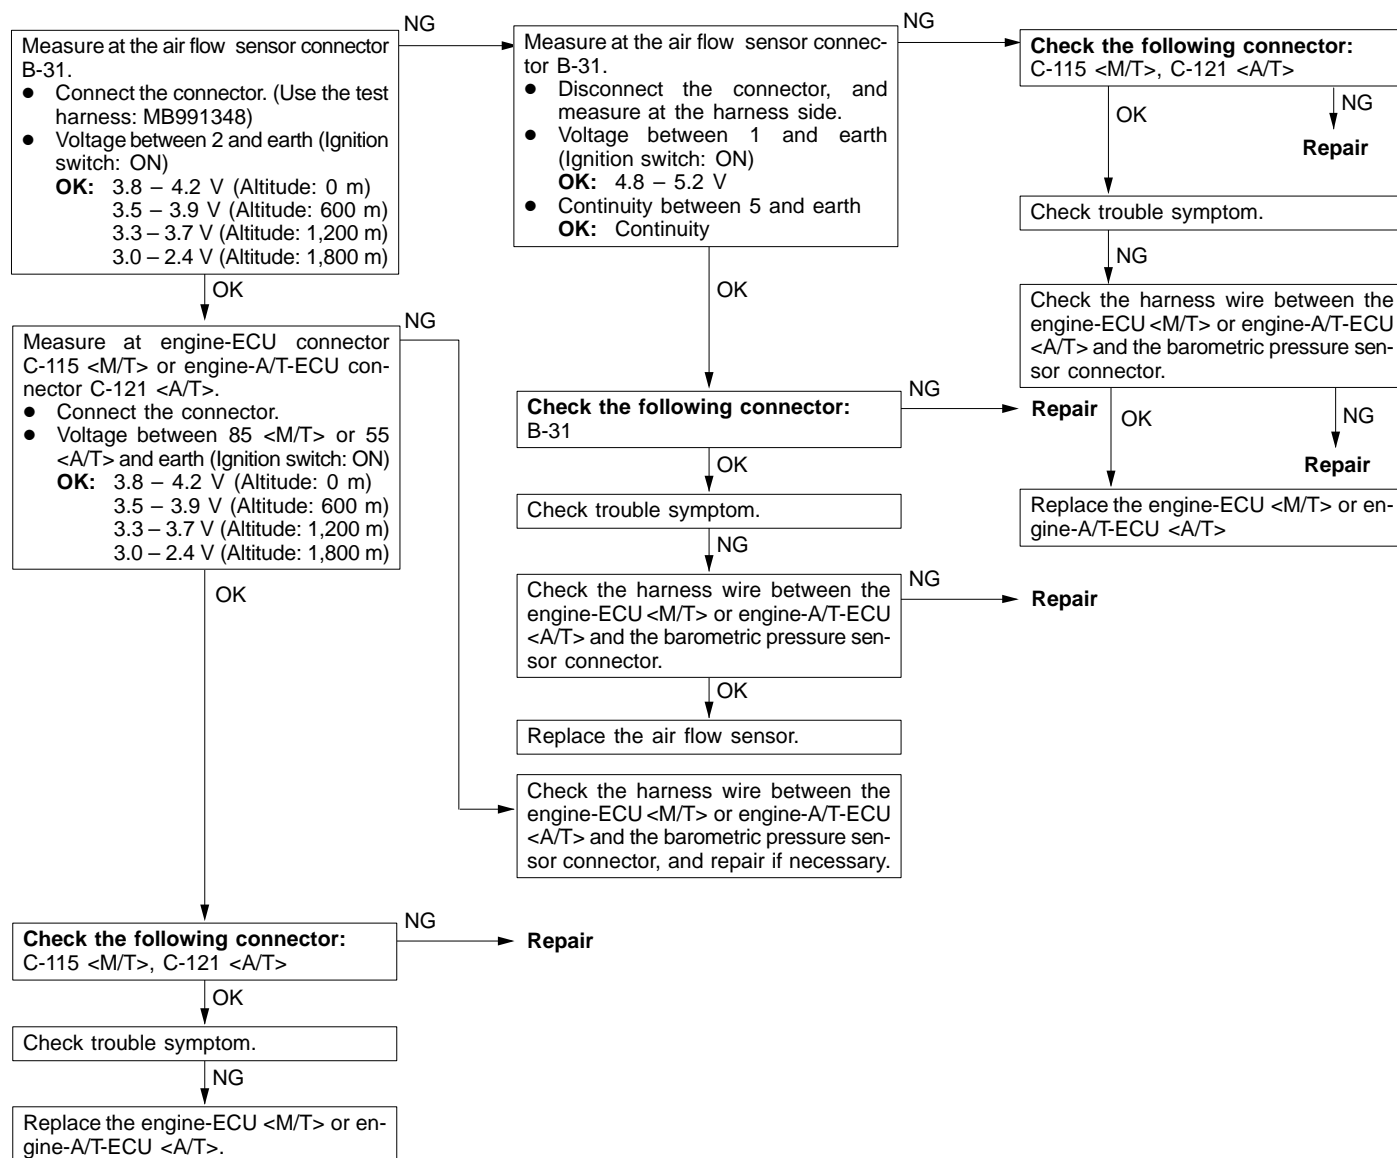 Measure at the air flow sensor connector
B-31.
● Connect the connector. (Use the test
harness: MB991348)
● Voltage between 2 and earth (Ignition
switch: ON)
OK: 3.8 – 4.2 V (Altitude: 0 m)
3.5 – 3.9 V (Altitude: 600 m)
3.3 – 3.7 V (Altitude: 1,200 m)
3.0 – 2.4 V (Altitude: 1,800 m)
NG
OK
Measure at engine-ECU connector
C-115 <M/T> or engine-A/T-ECU con-
nector C-121 <A/T>.
● Connect the connector.
● Voltage between 85 <M/T> or 55
<A/T> and earth (Ignition switch: ON)
OK: 3.8 – 4.2 V (Altitude: 0 m)
3.5 – 3.9 V (Altitude: 600 m)
3.3 – 3.7 V (Altitude: 1,200 m)
3.0 – 2.4 V (Altitude: 1,800 m)
NG
OK
Check the following connector:
C-115 <M/T>, C-121 <A/T>
NG
Repair
OK
Check trouble symptom.
NG
Replace the engine-ECU <M/T> or en-
gine-A/T-ECU <A/T>.
Measure at the air flow sensor connec-
tor B-31.
● Disconnect the connector, and
measure at the harness side.
● Voltage between 1 and earth
(Ignition switch: ON)
OK: 4.8 – 5.2 V
● Continuity between 5 and earth
OK: Continuity
NG
OK
Check the following connector:
B-31
NG
Repair
OK
Check trouble symptom.
NG
Check the harness wire between the
engine-ECU <M/T> or engine-A/T-ECU
<A/T> and the barometric pressure sen-
sor connector.
NG
Repair
OK
Replace the air flow sensor.
Check the harness wire between the
engine-ECU <M/T> or engine-A/T-ECU
<A/T> and the barometric pressure sen-
sor connector, and repair if necessary.
Check the following connector:
C-115 <M/T>, C-121 <A/T>
OK
NG
Repair
Check trouble symptom.
NG
Check the harness wire between the
engine-ECU <M/T> or engine-A/T-ECU
<A/T> and the barometric pressure sen-
sor connector.
OK
NG
Repair
Replace the engine-ECU <M/T> or en-
gine-A/T-ECU <A/T>